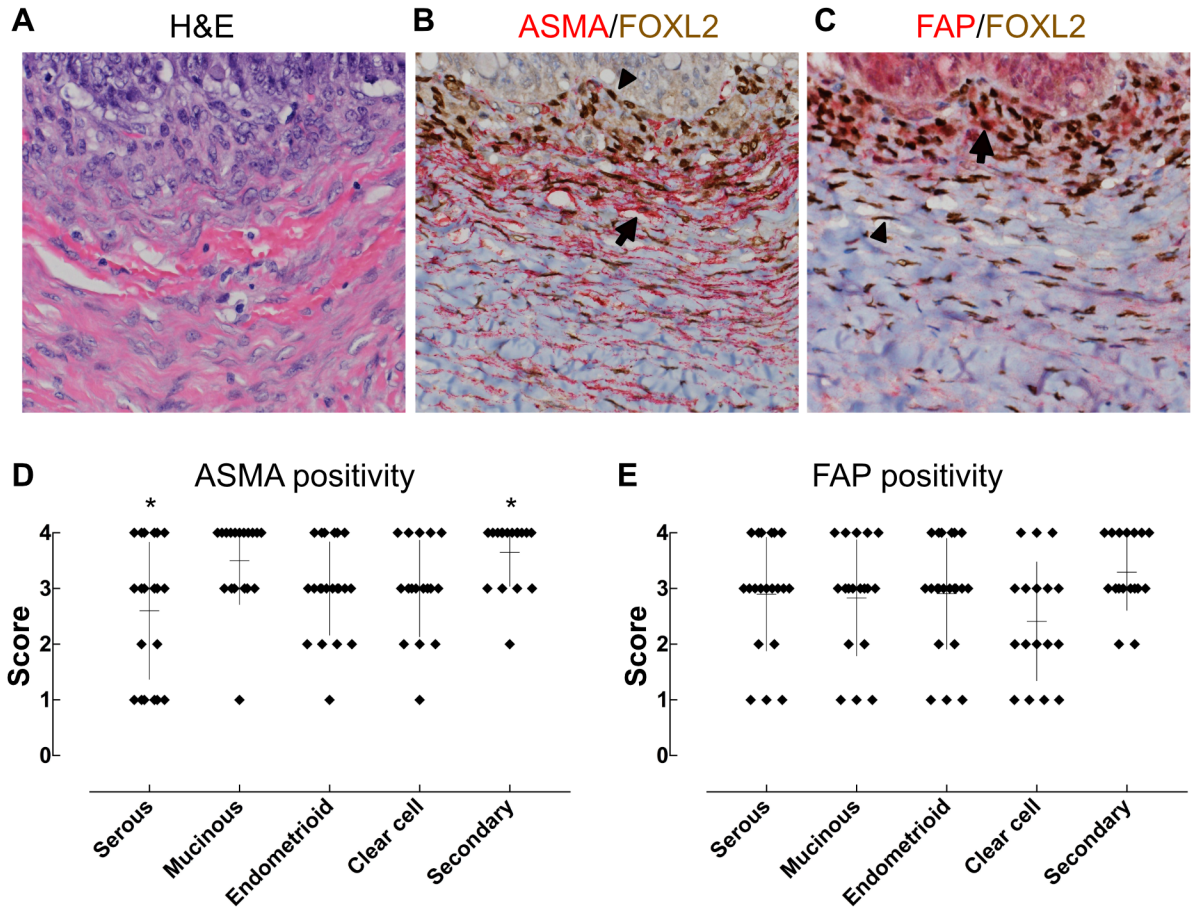 A
H&E
B
ASMA/FOXL2
C
FAP/FOXL2
D
ASMA positivity
E
FAP positivity
*
*
Score
4
3
2
1
0
Serous
Mucinous
Endometrioid
Clear cell
Secondary
Score
4
3
2
1
0
Serous
Mucinous
Endometrioid
Clear cell
Secondary